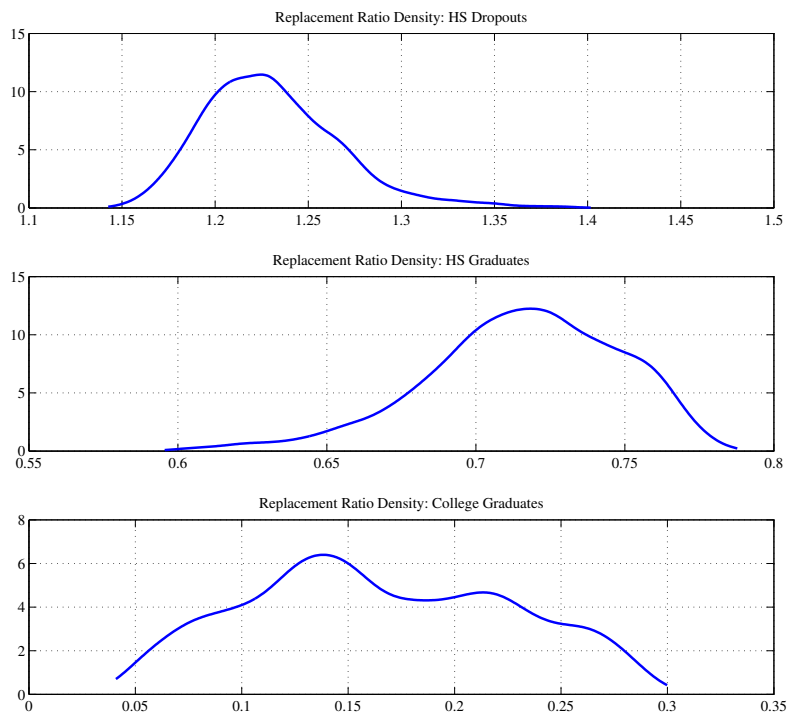 Replacement Ratio Density: HS Dropouts
15
10
5
0
1.1 1.15 1.2 1.25 1.3 1.35 1.4 1.45 1.5
Replacement Ratio Density: HS Graduates
15
10
5
0
0.55 0.6 0.65 0.7 0.75 0.8
Replacement Ratio Density: College Graduates
8
6
4
2
0
0 0.05 0.1 0.15 0.2 0.25 0.3 0.35